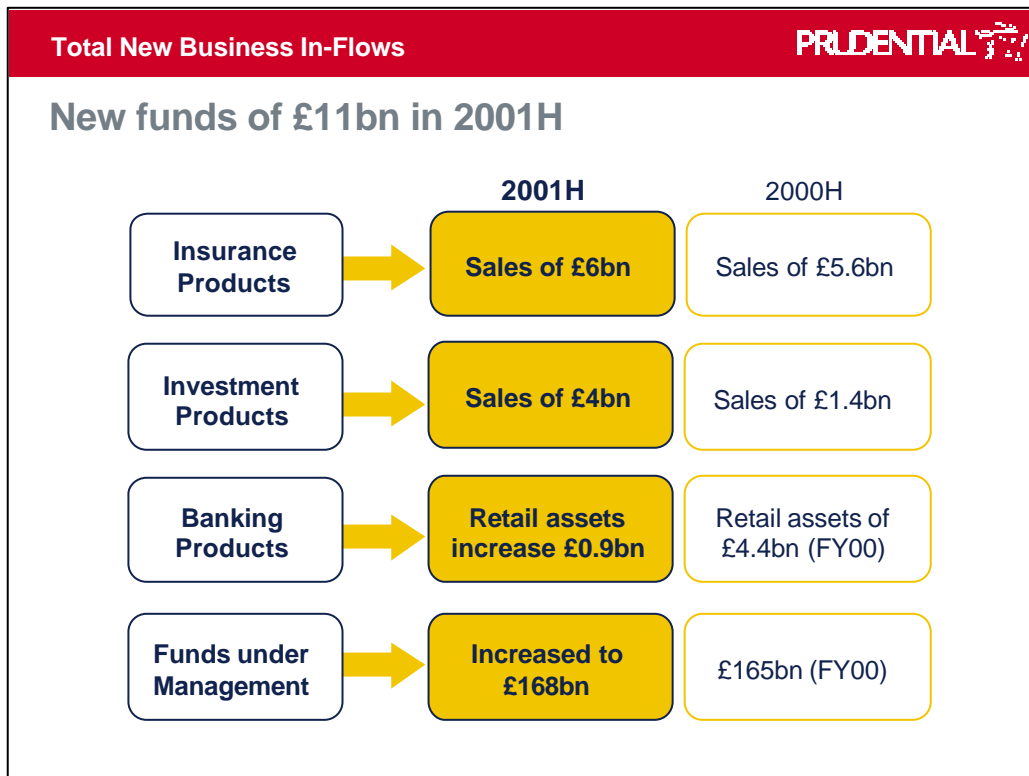 Total New Business In-Flows
PRUDENTIAL
New funds of £11bn in 2001H
2001H
2000H
Insurance
Products
Sales of £6bn
Sales of £5.6bn
Investment
Products
Sales of £4bn
Sales of £1.4bn
Banking
Products
Retail assets
increase £0.9bn
Retail assets of
£4.4bn (FY00)
Funds under
Management
Increased to
£168bn
£165bn (FY00)